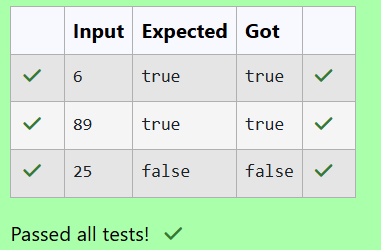 Input Expected Got
6 true true
89 true true
25 false false
Passed all tests!